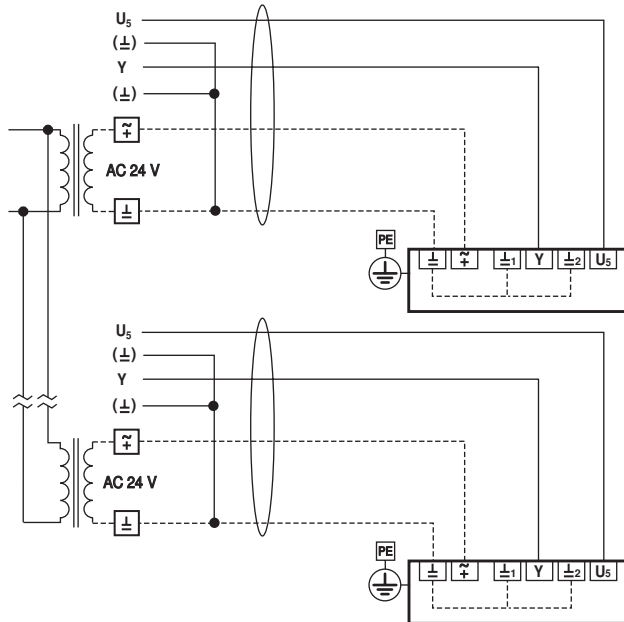 U₅
(⊥)
Y
(⊥)
~+
AC 24 V
⊥
PE
⊥ ~+ ⊥1 Y ⊥2 U₅
U₅
(⊥)
Y
(⊥)
~+
AC 24 V
⊥
PE
⊥ ~+ ⊥1 Y ⊥2 U₅